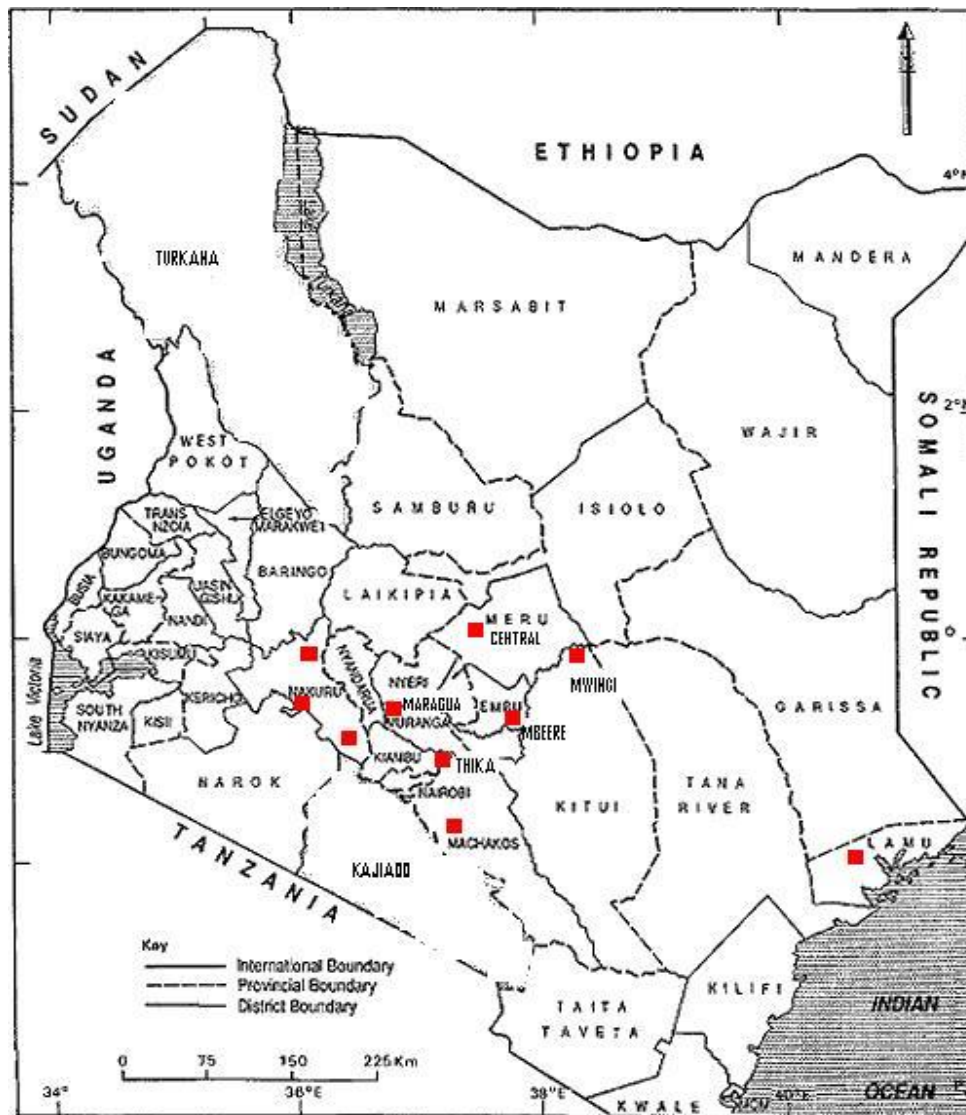 SUDAN
ETHIOPIA
4°N
TURKANA
MANDERA
MARSABIT
UGANDA
2°N
SOMALI REPUBLIC
WAJIR
WEST
POKOT
TRANS
NZOIA
ELGEYO
MARAKWET
SAMBURU
ISIOLO
BUNGOMA
BUSIA
BARINGO
KAKAME-
GA
UASIN
GISHU
NANDI
LAIKIPIA
MERU
CENTRAL
0°
SIAYA
KISUMU
NYANDARUA
NYERI
MWINGI
Lake Victoria
KERICHO
NAKURU
MARAGUA
MURANGA
EMBU
MBEERE
GARISSA
SOUTH
NYANZA
KISII
KIAMBU
THIKA
NAROK
NAIROBI
KITUI
TANA
RIVER
MACHAKOS
LAMU
TANZANIA
KAJIADO
Key
International Boundary
Provincial Boundary
District Boundary
TAITA
TAVETA
KILIFI
INDIAN
OCEAN
0 75 150 225 Km
34° 36°E 38°E 40°E
KWALE